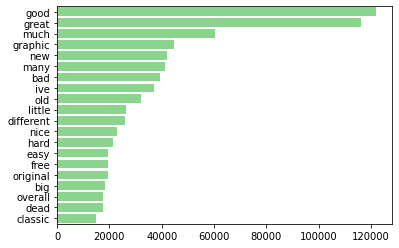 good
great
much
graphic
new
many
bad
ive
old
little
different
nice
hard
easy
free
original
big
overall
dead
classic
0 20000 40000 60000 80000 100000 120000